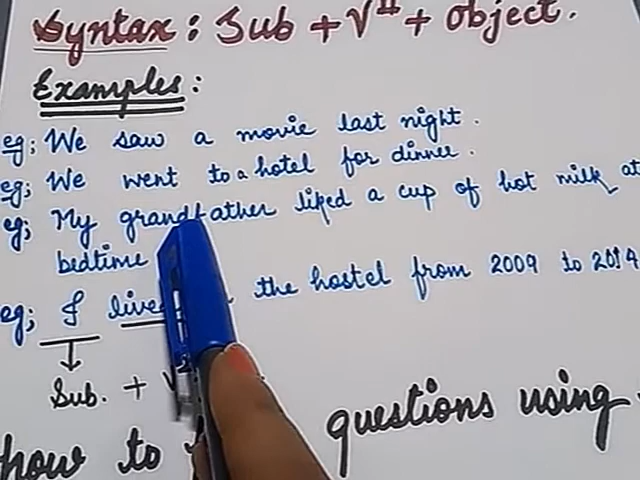 Syntax: Sub + V II + object.
Examples:
eg; We saw a movie last night.
eg; We went to a hotel for dinner.
eg; My grandfather liked a cup of hot milk at
bedtime
eg; I live the hostel from 2009 to 2014
Sub. + V
how to questions using